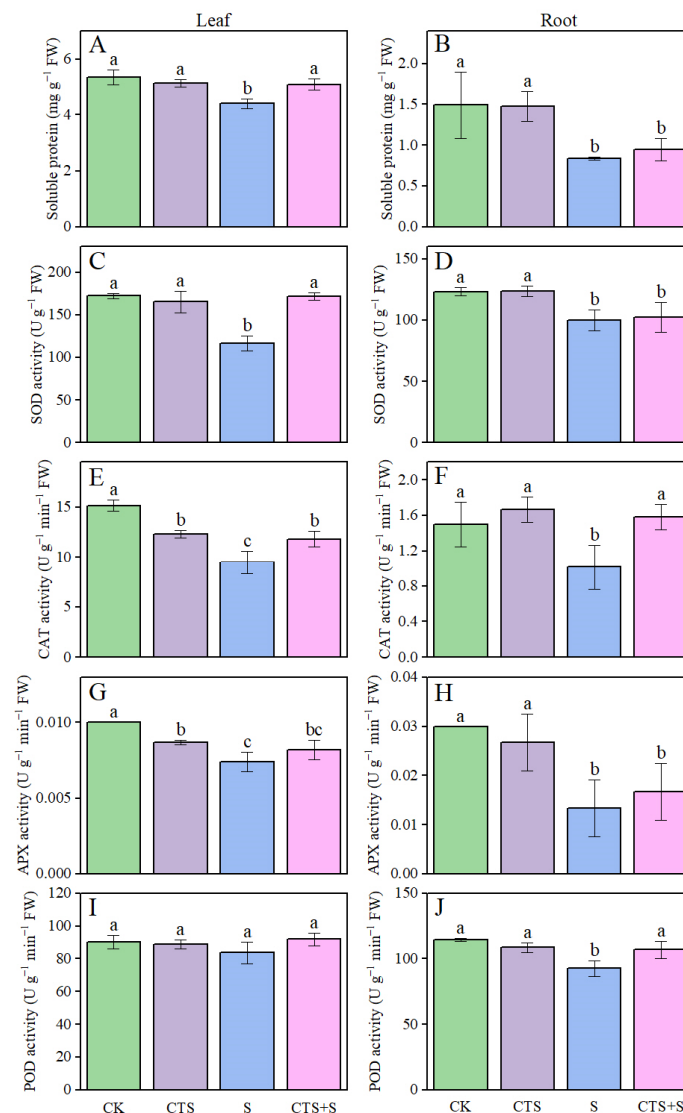 Leaf
Root
A
Soluble protein (mg g⁻¹ FW)
6
4
2
0
a
a
b
a
B
Soluble protein (mg g⁻¹ FW)
2.0
1.5
1.0
0.5
0.0
a
a
b
b
C
SOD activity (U g⁻¹ FW)
200
150
100
50
0
a
a
b
a
D
SOD activity (U g⁻¹ FW)
150
100
50
0
a
a
b
b
E
CAT activity (U g⁻¹ min⁻¹ FW)
15
10
5
0
a
b
c
b
F
CAT activity (U g⁻¹ min⁻¹ FW)
2.0
1.6
1.2
0.8
0.4
0.0
a
a
b
a
G
APX activity (U g⁻¹ min⁻¹ FW)
0.010
0.005
0.000
a
b
c
bc
H
APX activity (U g⁻¹ min⁻¹ FW)
0.04
0.03
0.02
0.01
0.00
a
a
b
b
I
POD activity (U g⁻¹ min⁻¹ FW)
120
100
80
60
40
20
0
a
a
a
a
CK CTS S CTS+S
J
POD activity (U g⁻¹ min⁻¹ FW)
150
100
50
0
a
a
b
a
CK CTS S CTS+S